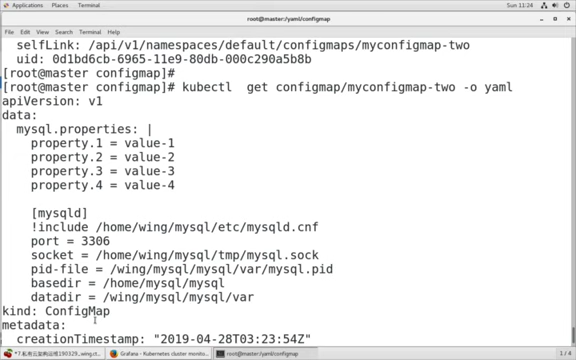 Applications Places Terminal Sun 11:24
root@master:/yaml/configmap
File Edit View Search Terminal Help
selfLink: /api/v1/namespaces/default/configmaps/myconfigmap-two
uid: 0d1bd6cb-6965-11e9-80db-000c290a5b8b
[root@master configmap]#
[root@master configmap]# kubectl  get configmap/myconfigmap-two -o yaml
apiVersion: v1
data:
mysql.properties: |
property.1 = value-1
property.2 = value-2
property.3 = value-3
property.4 = value-4
[mysqld]
!include /home/wing/mysql/etc/mysqld.cnf
port = 3306
socket = /home/wing/mysql/tmp/mysql.sock
pid-file = /wing/mysql/mysql/var/mysql.pid
basedir = /home/mysql/mysql
datadir = /wing/mysql/mysql/var
kind: ConfigMap
metadata:
creationTimestamp: "2019-04-28T03:23:54Z"
Grafana - Kubernetes cluster monito... root@master:/yaml/configmap 1 / 4